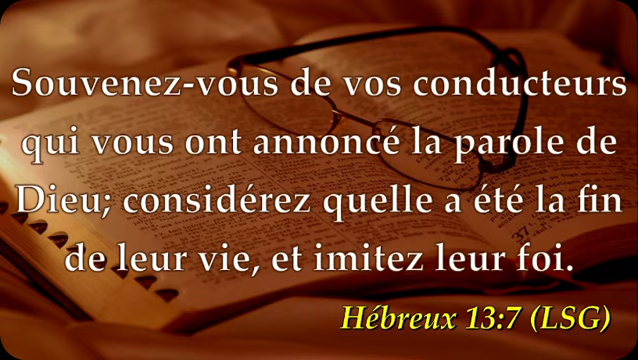 Souvenez-vous de vos conducteurs
qui vous ont annoncé la parole de
Dieu; considérez quelle a été la fin
de leur vie, et imitez leur foi.
Hébreux 13:7 (LSG)
37